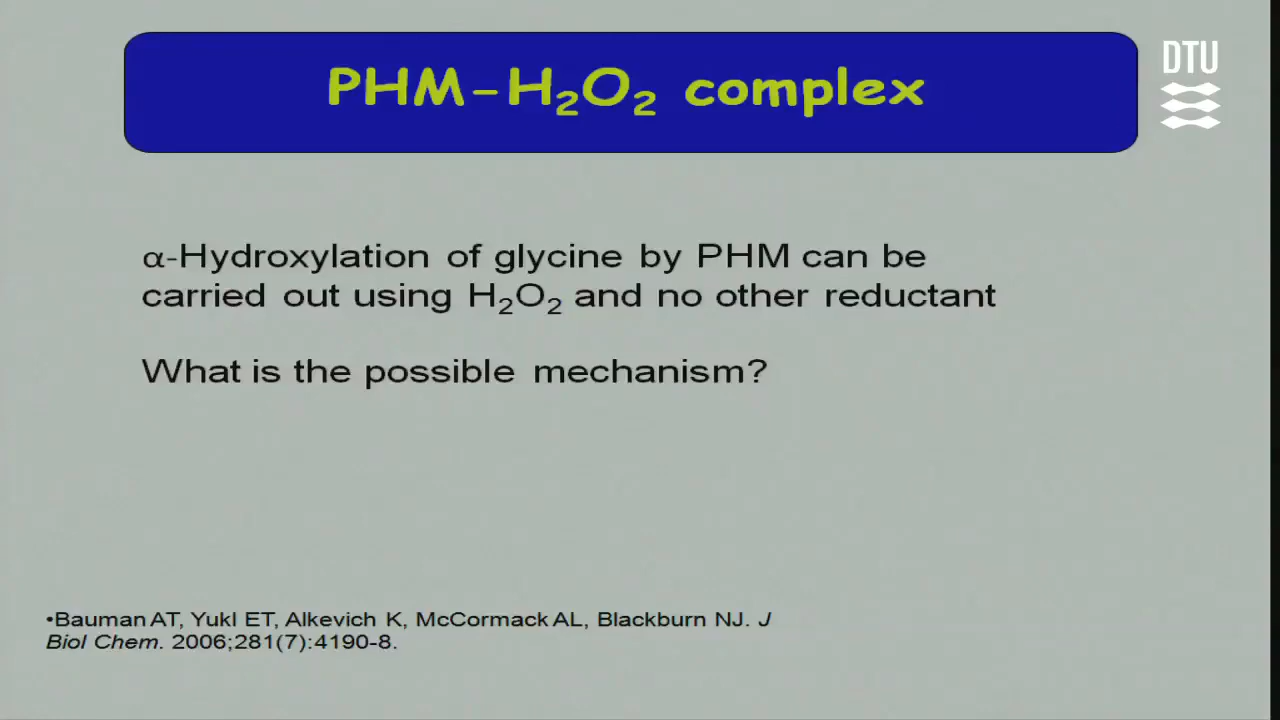 PHM-H₂O₂ complex
DTU
α-Hydroxylation of glycine by PHM can be
carried out using H₂O₂ and no other reductant
What is the possible mechanism?
•Bauman AT, Yukl ET, Alkevich K, McCormack AL, Blackburn NJ. J
Biol Chem. 2006;281(7):4190-8.